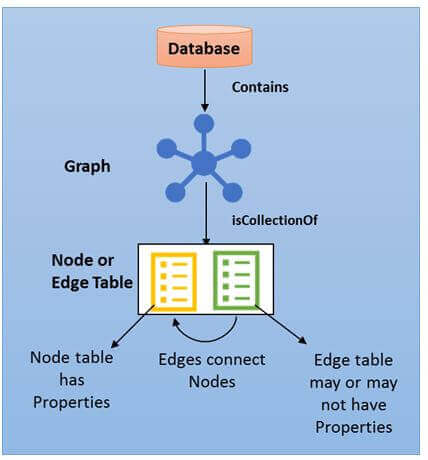 Database
Contains
Graph
isCollectionOf
Node or
Edge Table
Node table
has
Properties
Edges connect
Nodes
Edge table
may or may
not have
Properties